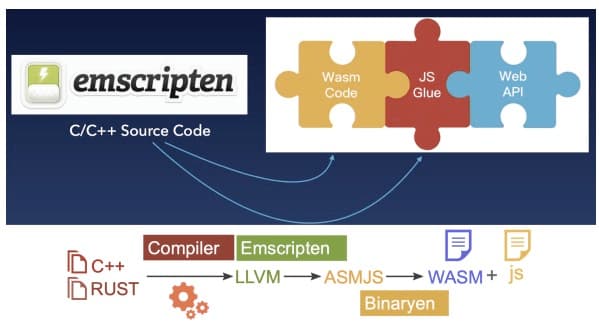 emscripten
C/C++ Source Code
Wasm
Code
JS
Glue
Web
API
Compiler
Emscripten
C++
RUST
LLVM
ASMJS
WASM + js
Binaryen